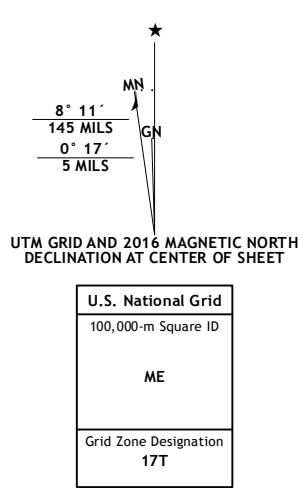 ★
MN
8° 11´
145 MILS
GN
0° 17´
5 MILS
UTM GRID AND 2016 MAGNETIC NORTH
DECLINATION AT CENTER OF SHEET
U.S. National Grid
100,000-m Square ID
ME
Grid Zone Designation
17T